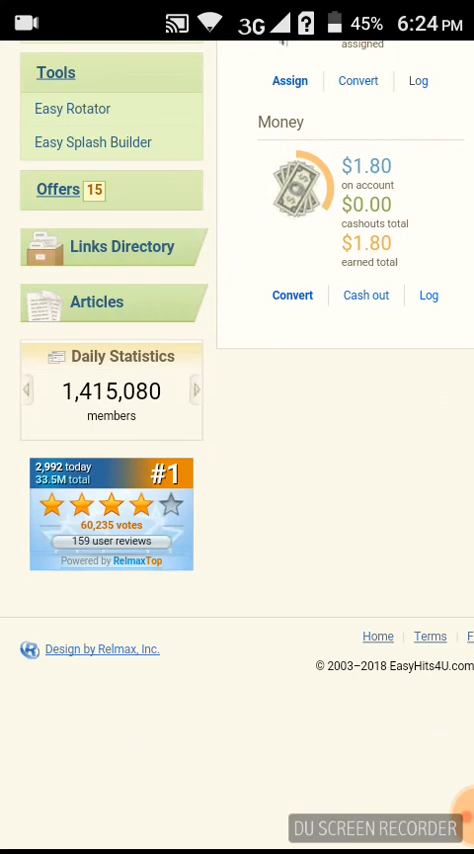 3G 45% 6:24 PM
assigned
Tools
Assign Convert Log
Easy Rotator
Money
Easy Splash Builder
$1.80
on account
Offers 15
$0.00
cashouts total
$1.80
Links Directory
earned total
Convert Cash out Log
Articles
Daily Statistics
1,415,080
members
2,992 today
33.5M total
#1
60,235 votes
159 user reviews
Powered by RelmaxTop
Home Terms F
Design by Relmax, Inc.
© 2003–2018 EasyHits4U.com
DU SCREEN RECORDER